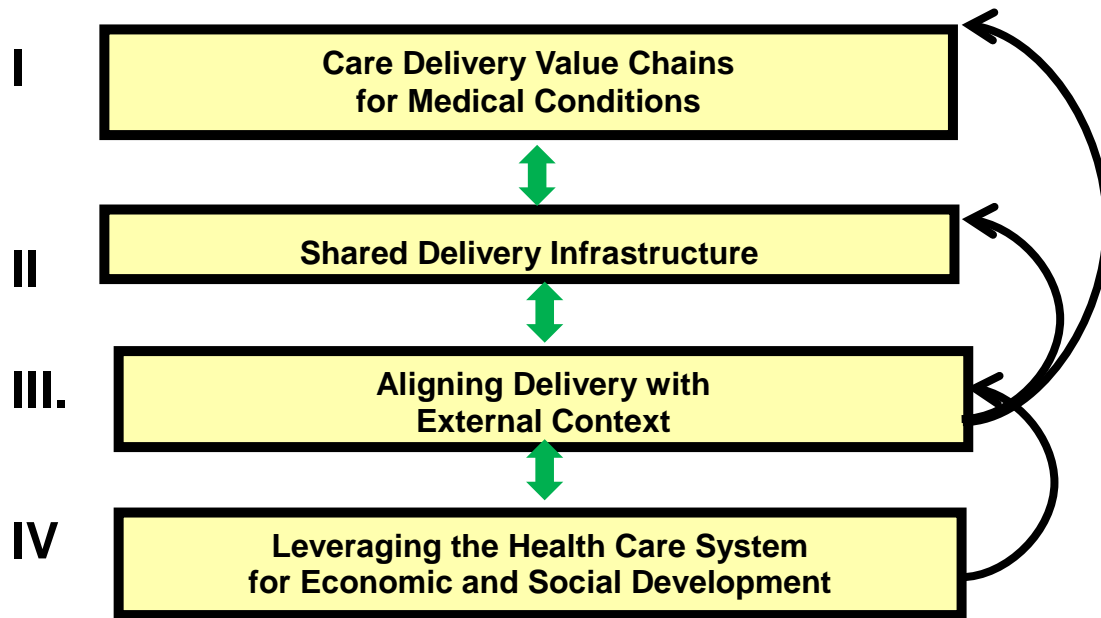 I
Care Delivery Value Chains
for Medical Conditions
II
Shared Delivery Infrastructure
III.
Aligning Delivery with
External Context
IV
Leveraging the Health Care System
for Economic and Social Development